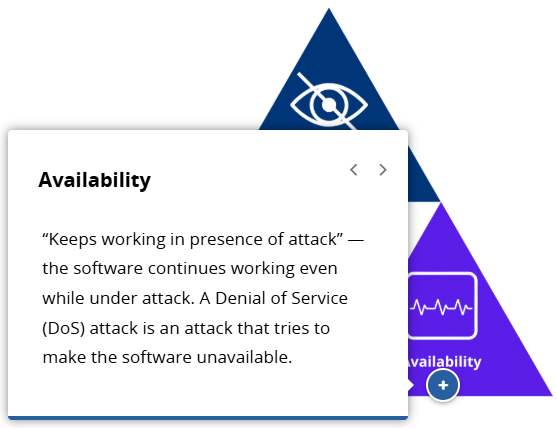 Availability
“Keeps working in presence of attack” —
the software continues working even
while under attack. A Denial of Service
(DoS) attack is an attack that tries to
make the software unavailable.
Availability